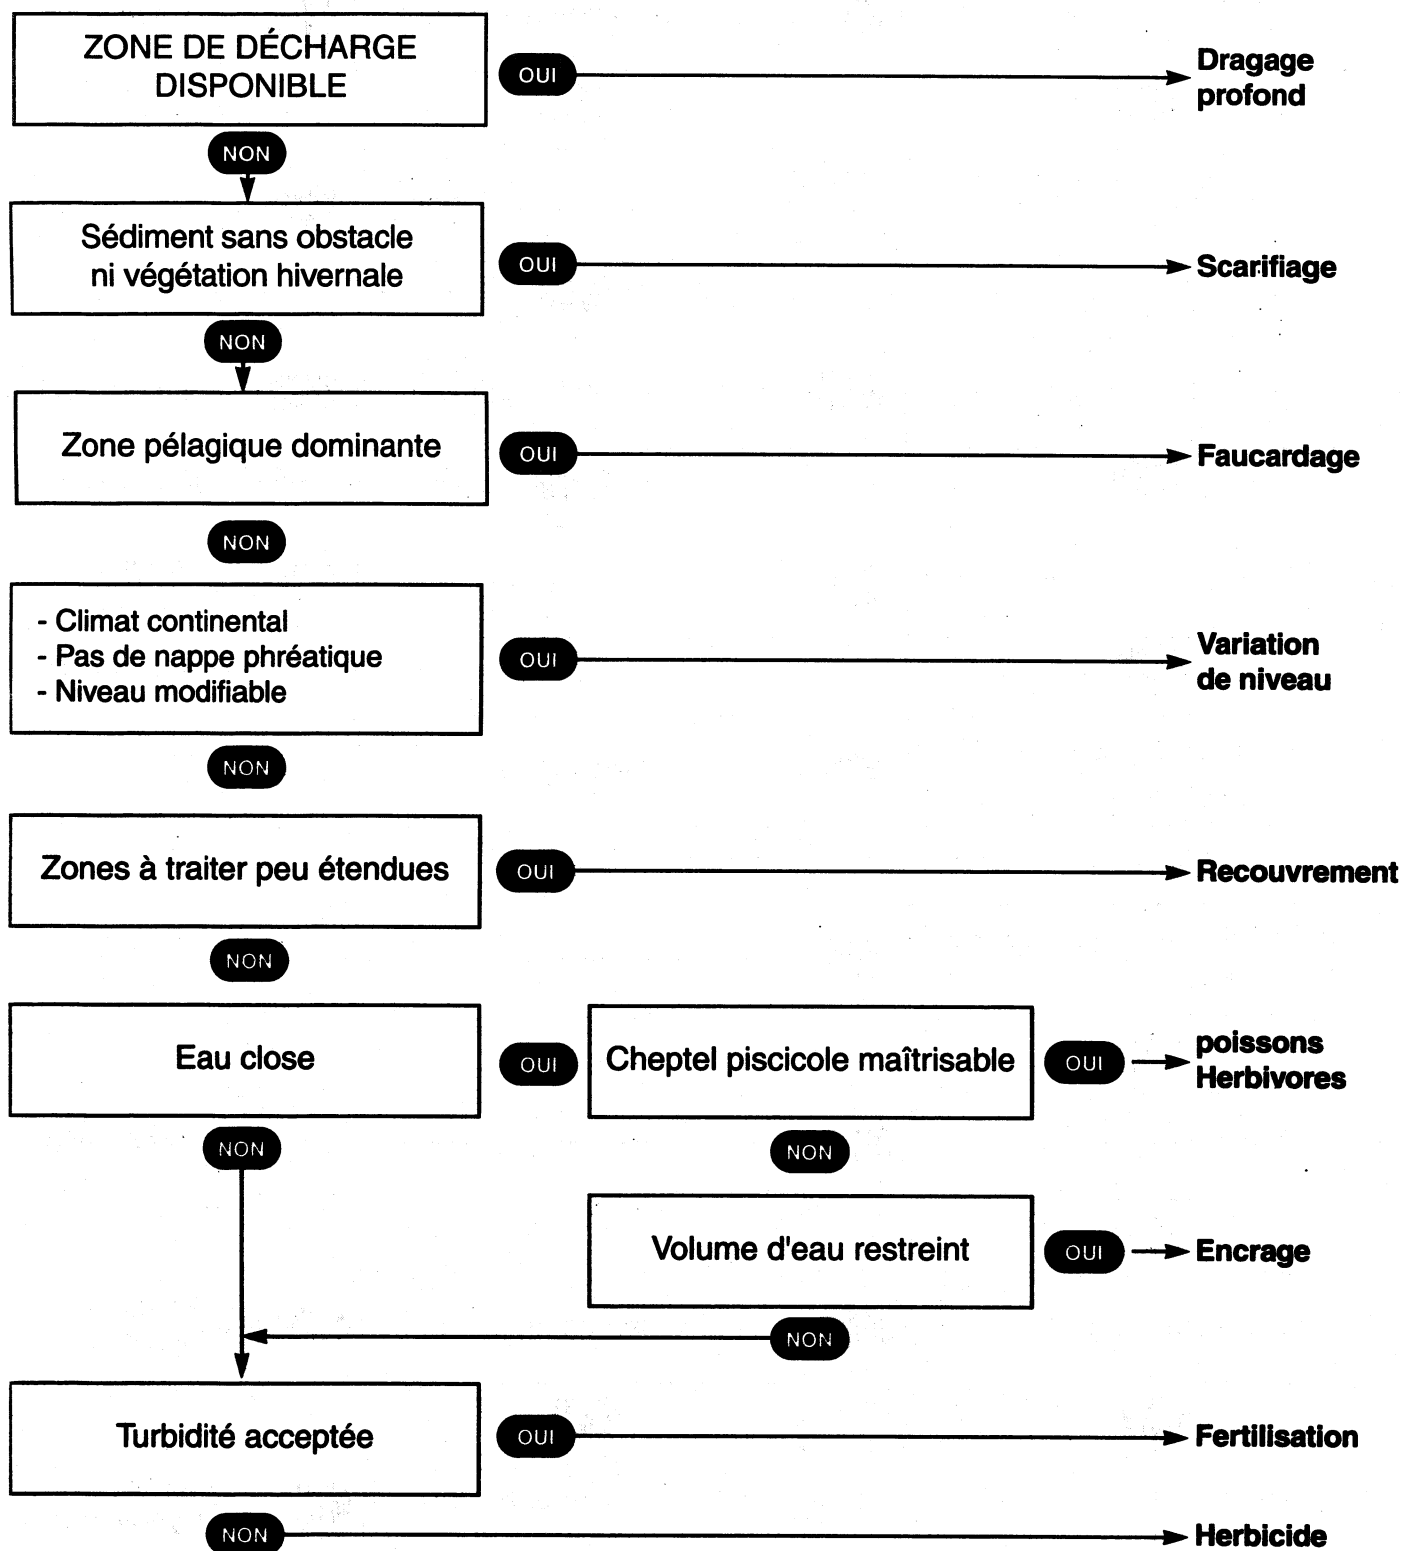 ZONE DE DÉCHARGE
DISPONIBLE
OUI
Dragage
profond
NON
Sédiment sans obstacle
ni végétation hivernale
OUI
Scarifiage
NON
Zone pélagique dominante
OUI
Faucardage
NON
- Climat continental
- Pas de nappe phréatique
- Niveau modifiable
OUI
Variation
de niveau
NON
Zones à traiter peu étendues
OUI
Recouvrement
NON
Eau close
OUI
Cheptel piscicole maîtrisable
OUI
poissons
Herbivores
NON
NON
Volume d'eau restreint
OUI
Encrage
NON
Turbidité acceptée
OUI
Fertilisation
NON
Herbicide